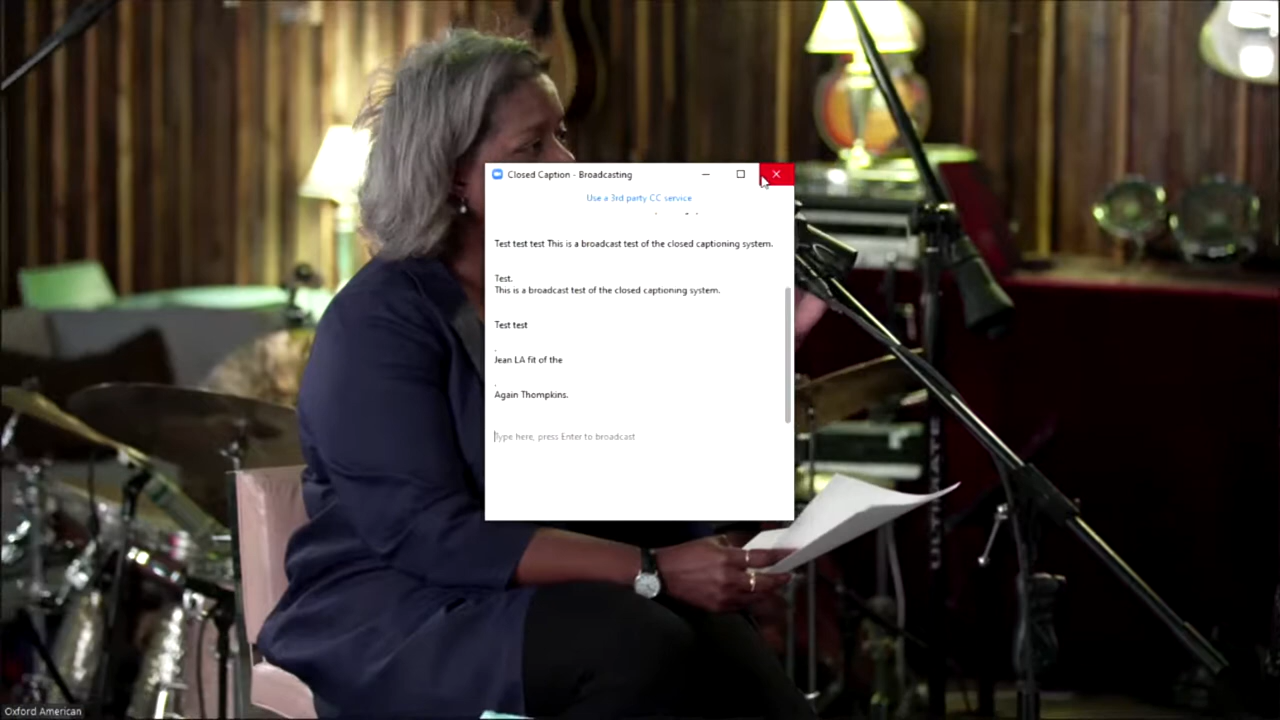 Closed Caption - Broadcasting
Use a 3rd party CC service
Test test test This is a broadcast test of the closed captioning system.
Test.
This is a broadcast test of the closed captioning system.
Test test
.
Jean LA fit of the
.
Again Thompkins.
Type here, press Enter to broadcast
Oxford American